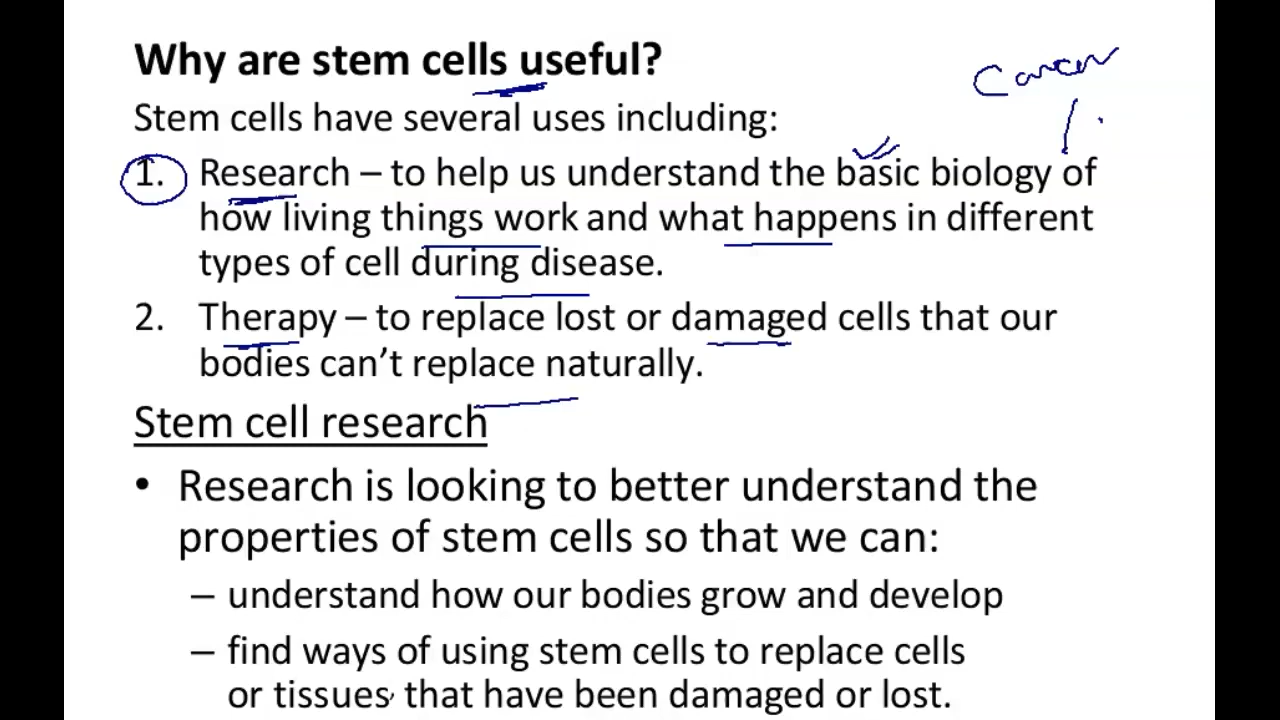 Why are stem cells useful?
Cancer
Stem cells have several uses including:
1. Research – to help us understand the basic biology of
how living things work and what happens in different
types of cell during disease.
2. Therapy – to replace lost or damaged cells that our
bodies can’t replace naturally.
Stem cell research
• Research is looking to better understand the
properties of stem cells so that we can:
– understand how our bodies grow and develop
– find ways of using stem cells to replace cells
or tissues that have been damaged or lost.